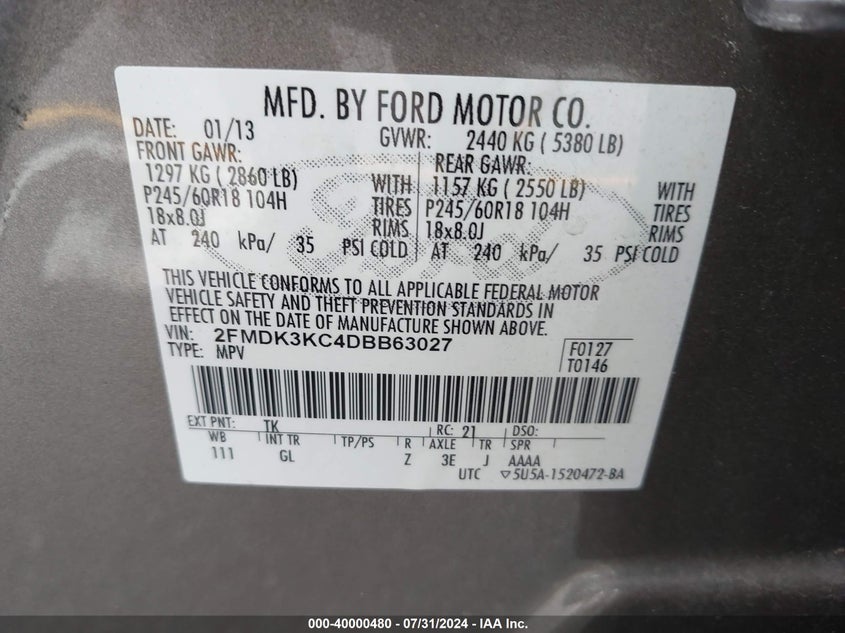 MFD. BY FORD MOTOR CO.
DATE: 01/13 GVWR: 2440 KG ( 5380 LB)
FRONT GAWR: REAR GAWR:
1297 KG ( 2860 LB) WITH 1157 KG ( 2550 LB) WITH
P245/60R18 104H TIRES P245/60R18 104H TIRES
18x8.0J RIMS 18x8.0J RIMS
AT 240 kPa/ 35 PSI COLD AT 240 kPa/ 35 PSI COLD
Ford
THIS VEHICLE CONFORMS TO ALL APPLICABLE FEDERAL MOTOR
VEHICLE SAFETY AND THEFT PREVENTION STANDARDS IN
EFFECT ON THE DATE OF MANUFACTURE SHOWN ABOVE.
VIN: 2FMDK3KC4DBB63027 F0127
TYPE: MPV T0146
EXT PNT: TK RC: 21 DSO:
WB INT TR TP/PS R AXLE TR SPR
111 GL Z 3E J AAAA
UTC ▽5U5A-1520472-BA
000-40000480 - 07/31/2024 - IAA Inc.